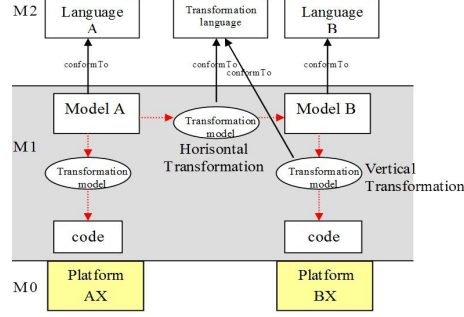 M2
Language
A
Transformation
language
Language
B
conformTo
conformTo
conformTo
conformTo
M1
Model A
Transformation
model
Model B
Horisontal
Transformation
Transformation
model
Transformation
model
Vertical
Transformation
code
code
M0
Platform
AX
Platform
BX